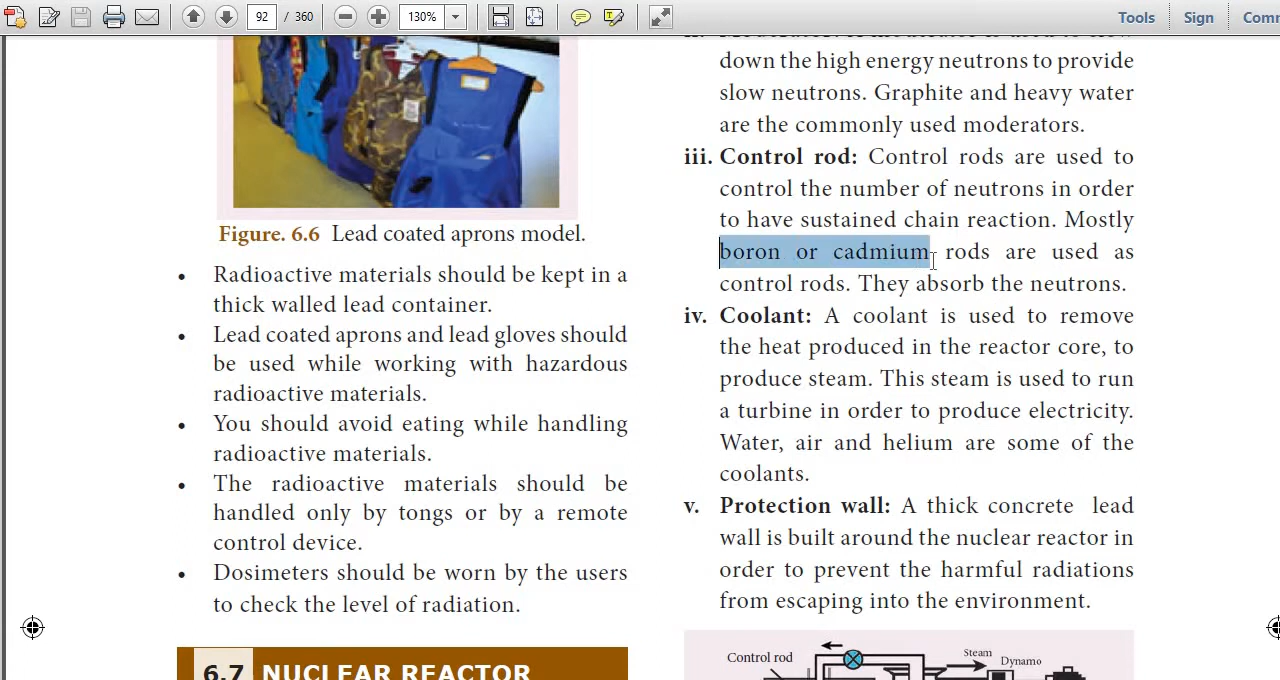 92 / 360
130%
Tools
Sign
Comm
Figure. 6.6 Lead coated aprons model.
• Radioactive materials should be kept in a
thick walled lead container.
• Lead coated aprons and lead gloves should
be used while working with hazardous
radioactive materials.
• You should avoid eating while handling
radioactive materials.
• The radioactive materials should be
handled only by tongs or by a remote
control device.
• Dosimeters should be worn by the users
to check the level of radiation.
6.7 NUCLEAR REACTOR
down the high energy neutrons to provide
slow neutrons. Graphite and heavy water
are the commonly used moderators.
iii. Control rod: Control rods are used to
control the number of neutrons in order
to have sustained chain reaction. Mostly
boron or cadmium rods are used as
control rods. They absorb the neutrons.
iv. Coolant: A coolant is used to remove
the heat produced in the reactor core, to
produce steam. This steam is used to run
a turbine in order to produce electricity.
Water, air and helium are some of the
coolants.
v. Protection wall: A thick concrete lead
wall is built around the nuclear reactor in
order to prevent the harmful radiations
from escaping into the environment.
Control rod
Steam
Dynamo